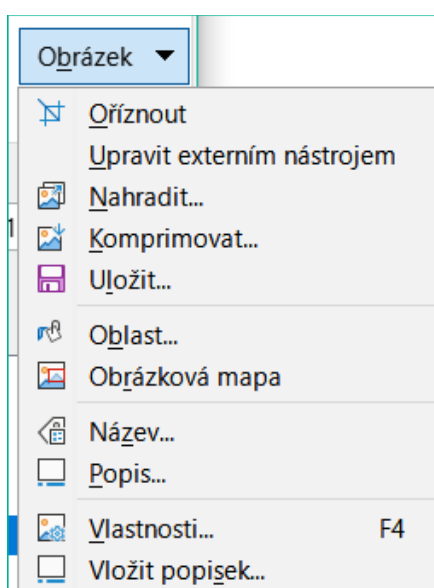 Obrázek
Oříznout
Upravit externím nástrojem
Nahradit...
Komprimovat...
Uložit...
Oblast...
Obrázková mapa
Název...
Popis...
Vlastnosti... F4
Vložit popisek...